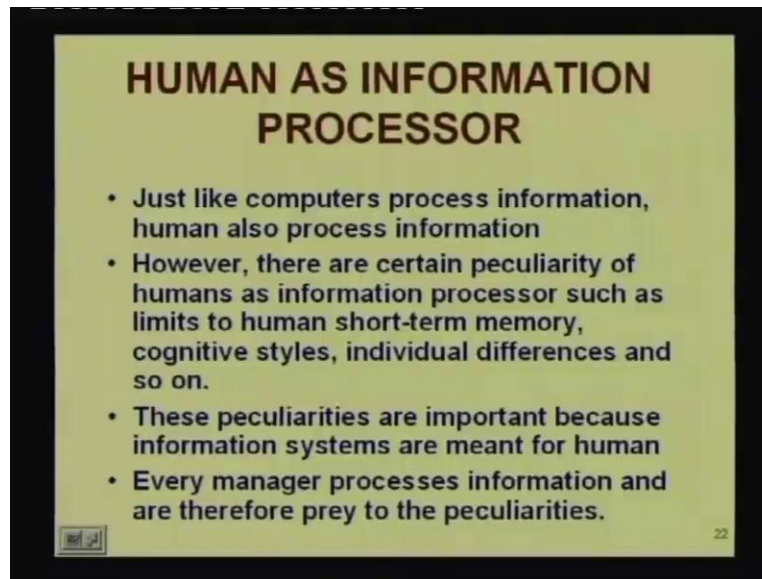 HUMAN AS INFORMATION
PROCESSOR
• Just like computers process information,
human also process information
• However, there are certain peculiarity of
humans as information processor such as
limits to human short-term memory,
cognitive styles, individual differences and
so on.
• These peculiarities are important because
information systems are meant for human
• Every manager processes information and
are therefore prey to the peculiarities.
22